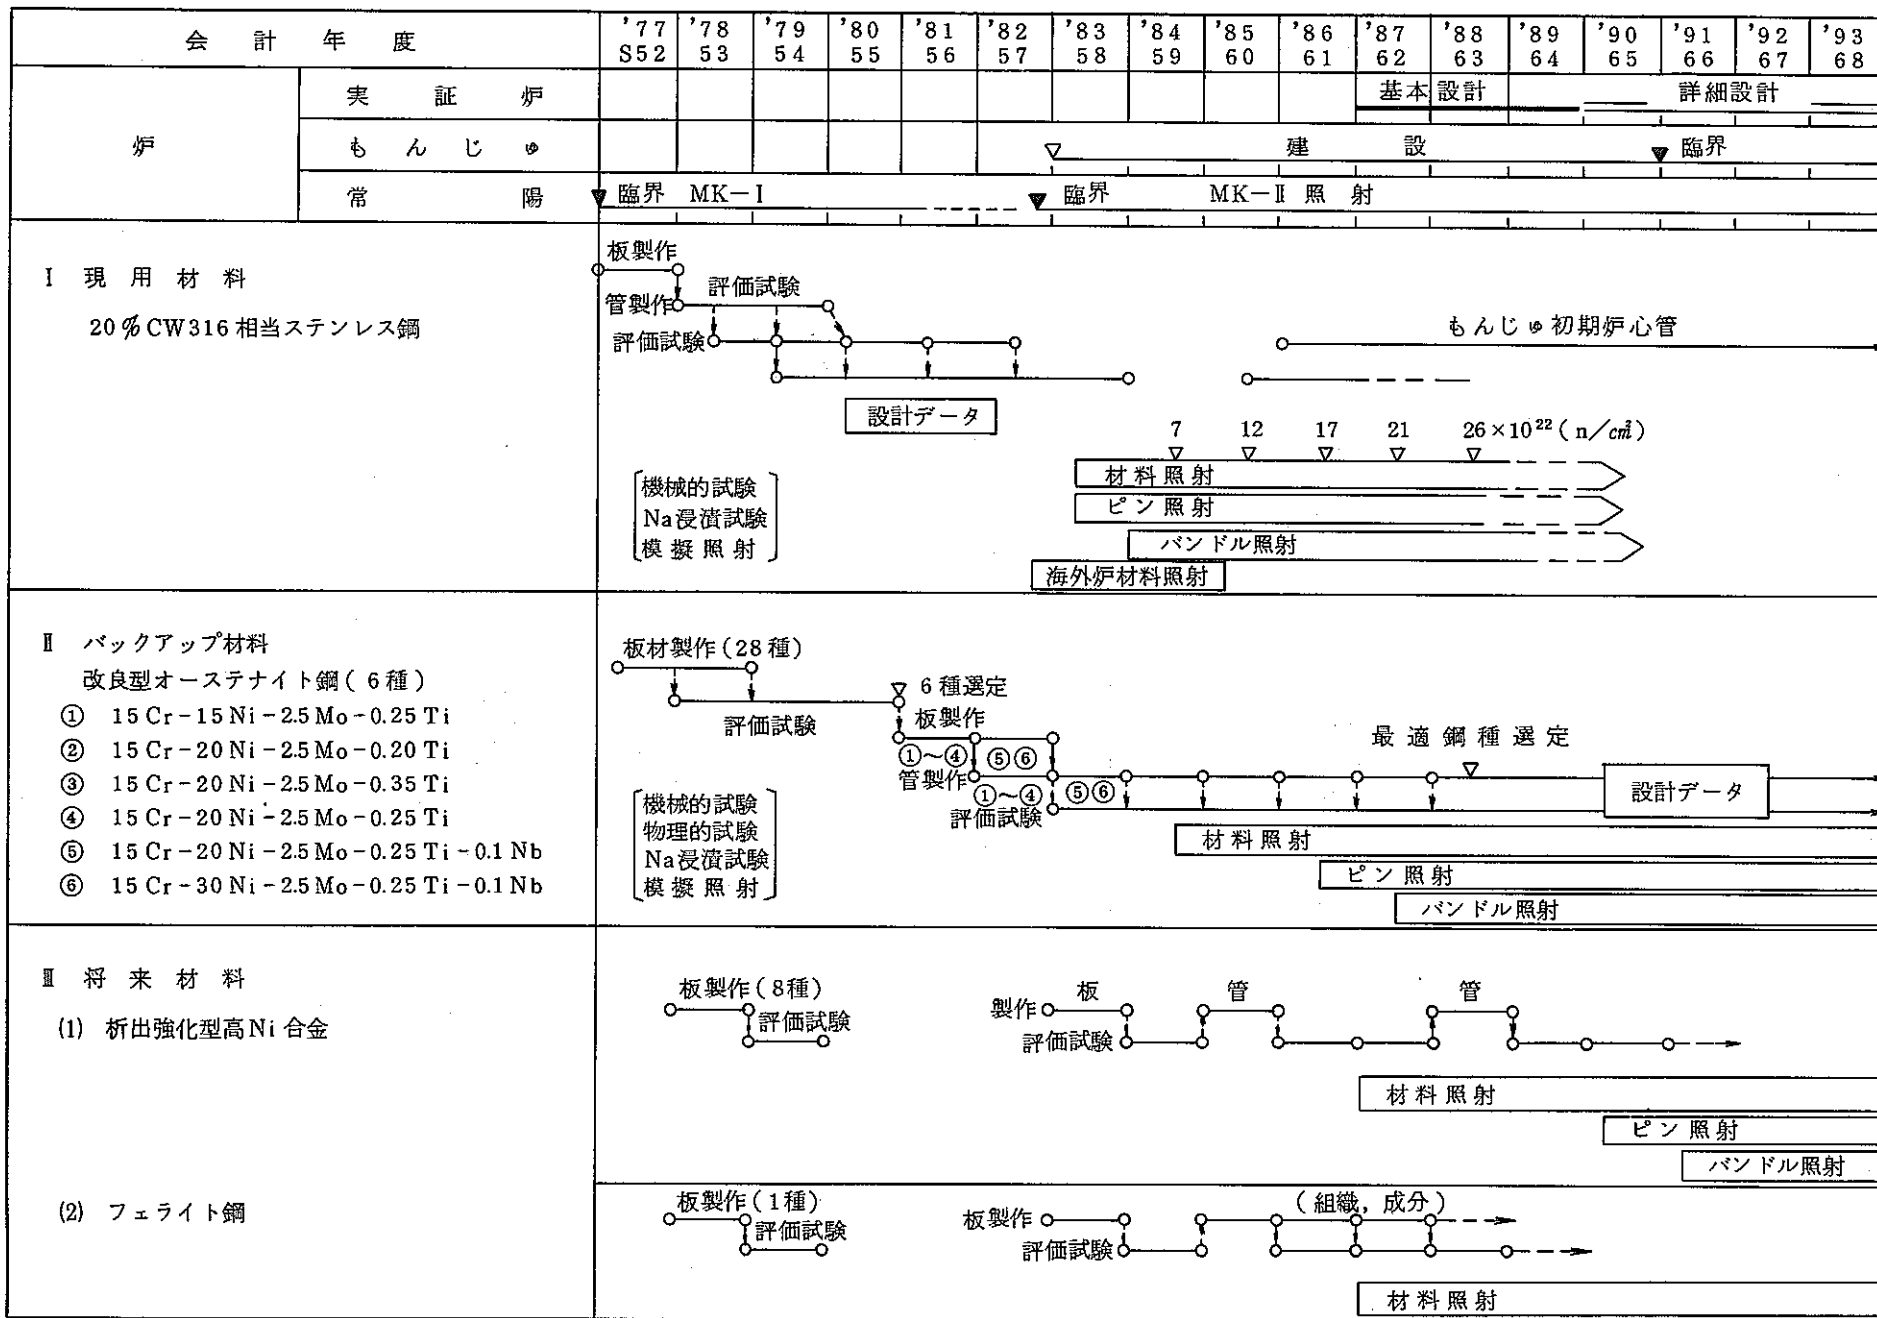 会計年度 '77 '78 '79 '80 '81 '82 '83 '84 '85 '86 '87 '88 '89 '90 '91 '92 '93
S52 53 54 55 56 57 58 59 60 61 62 63 64 65 66 67 68
炉
実証炉 基本設計 詳細設計
もんじゅ 建設 臨界
常陽 臨界 MK-Ⅰ 臨界 MK-Ⅱ照射
Ⅰ 現用材料
20%CW316相当ステンレス鋼
板製作
管製作 評価試験
評価試験
もんじゅ初期炉心管
設計データ
7 12 17 21 26×10²²(n/cm²)
材料照射
ピン照射
バンドル照射
海外炉材料照射
機械的試験
Na浸漬試験
模擬照射
Ⅱ バックアップ材料
改良型オーステナイト鋼(6種)
① 15Cr-15Ni-2.5Mo-0.25Ti
② 15Cr-20Ni-2.5Mo-0.20Ti
③ 15Cr-20Ni-2.5Mo-0.35Ti
④ 15Cr-20Ni-2.5Mo-0.25Ti
⑤ 15Cr-20Ni-2.5Mo-0.25Ti-0.1Nb
⑥ 15Cr-30Ni-2.5Mo-0.25Ti-0.1Nb
板材製作(28種)
評価試験
6種選定
板製作
①~④ ⑤⑥
管製作
①~④ ⑤⑥
評価試験
最適鋼種選定
設計データ
機械的試験
物理的試験
Na浸漬試験
模擬照射
材料照射
ピン照射
バンドル照射
Ⅲ 将来材料
(1) 析出強化型高Ni合金
板製作(8種)
評価試験
製作 板 管 管
評価試験
材料照射
ピン照射
バンドル照射
(2) フェライト鋼
板製作(1種)
評価試験
板製作 (組織,成分)
評価試験
材料照射